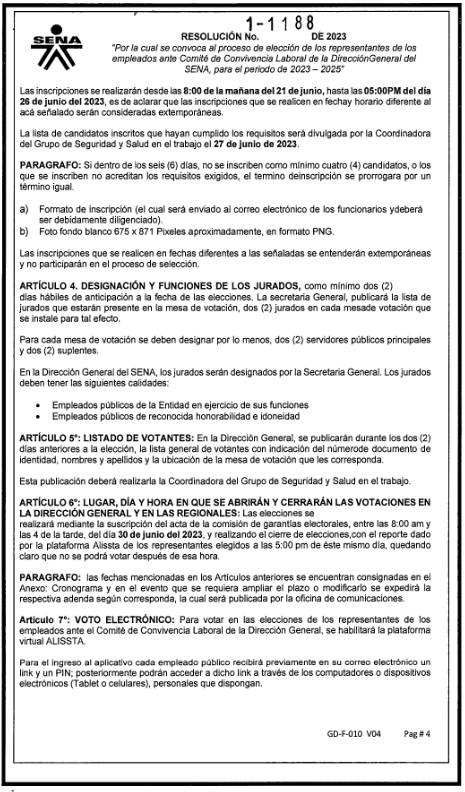 SENA
1-1188
RESOLUCIÓN No. DE 2023
"Por la cual se convoca al proceso de elección de los representantes de los
empleados ante Comité de Convivencia Laboral de la DirecciónGeneral del
SENA, para el periodo de 2023 – 2025"
Las inscripciones se realizarán desde las 8:00 de la mañana del 21 de junio, hasta las 05:00PM del día
26 de junio del 2023, es de aclarar que las inscripciones que se realicen en fechay horario diferente al
acá señalado serán consideradas extemporáneas.
La lista de candidatos inscritos que hayan cumplido los requisitos será divulgada por la Coordinadora
del Grupo de Seguridad y Salud en el trabajo el 27 de junio de 2023.
PARAGRAFO: Si dentro de los seis (6) días, no se inscriben como mínimo cuatro (4) candidatos, o los
que se inscriben no acreditan los requisitos exigidos, el termino deinscripción se prorrogara por un
término igual.
a) Formato de Inscripción (el cual será enviado al correo electrónico de los funcionarios ydeberá
ser debidamente diligenciado).
b) Foto fondo blanco 675 x 871 Pixeles aproximadamente, en formato PNG.
Las inscripciones que se realicen en fechas diferentes a las señaladas se entenderán extemporáneas
y no participarán en el proceso de selección.
ARTÍCULO 4. DESIGNACIÓN Y FUNCIONES DE LOS JURADOS, como mínimo dos (2)
días hábiles de anticipación a la fecha de las elecciones. La secretaria General, publicará la lista de
jurados que estarán presente en la mesa de votación, dos (2) jurados en cada mesade votación que
se instale para tal efecto.
Para cada mesa de votación se deben designar por lo menos, dos (2) servidores públicos principales
y dos (2) suplentes.
En la Dirección General del SENA, los jurados serán designados por la Secretaria General. Los jurados
deben tener las siguientes calidades:
• Empleados públicos de la Entidad en ejercicio de sus funciones
• Empleados públicos de reconocida honorabilidad e idoneidad
ARTÍCULO 5°: LISTADO DE VOTANTES: En la Dirección General, se publicarán durante los dos (2)
días anteriores a la elección, la lista general de votantes con indicación del númerode documento de
identidad, nombres y apellidos y la ubicación de la mesa de votación que les corresponda.
Esta publicación deberá realizarla la Coordinadora del Grupo de Seguridad y Salud en el trabajo.
ARTÍCULO 6°: LUGAR, DÍA Y HORA EN QUE SE ABRIRÁN Y CERRARÁN LAS VOTACIONES EN
LA DIRECCIÓN GENERAL Y EN LAS REGIONALES: Las elecciones se
realizará mediante la suscripción del acta de la comisión de garantías electorales, entre las 8:00 am y
las 4 de la tarde, del día 30 de junio del 2023, y realizando el cierre de elecciones,con el reporte dado
por la plataforma Alissta de los representantes elegidos a las 5:00 pm de éste mismo día, quedando
claro que no se podrá votar después de esa hora.
PARAGRAFO: las fechas mencionadas en los Artículos anteriores se encuentran consignadas en el
Anexo: Cronograma y en el evento que se requiera ampliar el plazo o modificarlo se expedirá la
respectiva adenda según corresponda, la cual será publicada por la oficina de comunicaciones.
Artículo 7°: VOTO ELECTRÓNICO: Para votar en las elecciones de los representantes de los
empleados ante el Comité de Convivencia Laboral de la Dirección General, se habilitará la plataforma
virtual ALISSTA.
Para el ingreso al aplicativo cada empleado público recibirá previamente en su correo electrónico un
link y un PIN; posteriormente podrán acceder a dicho link a través de los computadores o dispositivos
electrónicos (Tablet o celulares), personales que dispongan.
GD-F-010 V04 Pag # 4